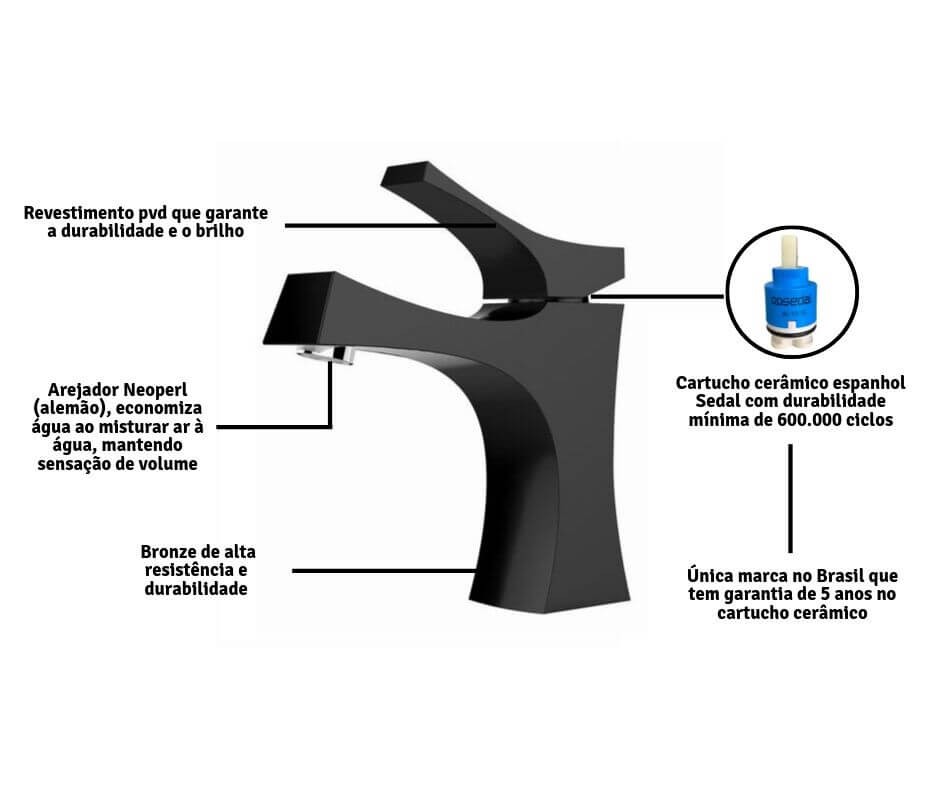 Revestimento pvd que garante
a durabilidade e o brilho
Arejador Neoperl
(alemão), economiza
água ao misturar ar à
água, mantendo
sensação de volume
Bronze de alta
resistência e
durabilidade
sedal
Cartucho cerâmico espanhol
Sedal com durabilidade
mínima de 600.000 ciclos
Única marca no Brasil que
tem garantia de 5 anos no
cartucho cerâmico